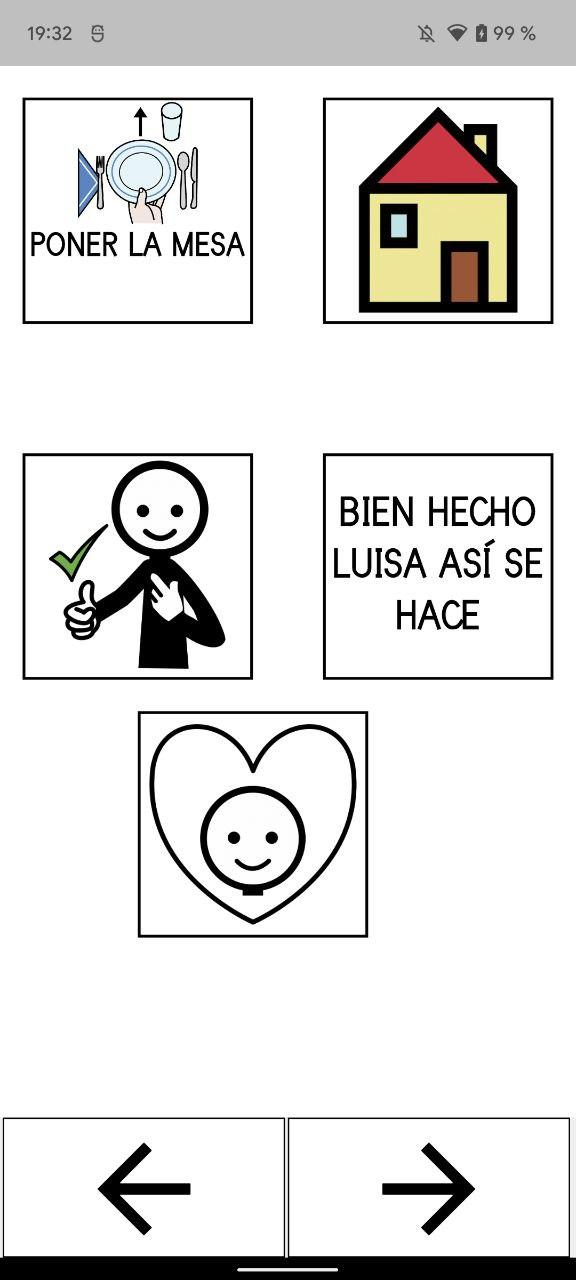 19:32
99 %
PONER LA MESA
BIEN HECHO
LUISA ASÍ SE
HACE